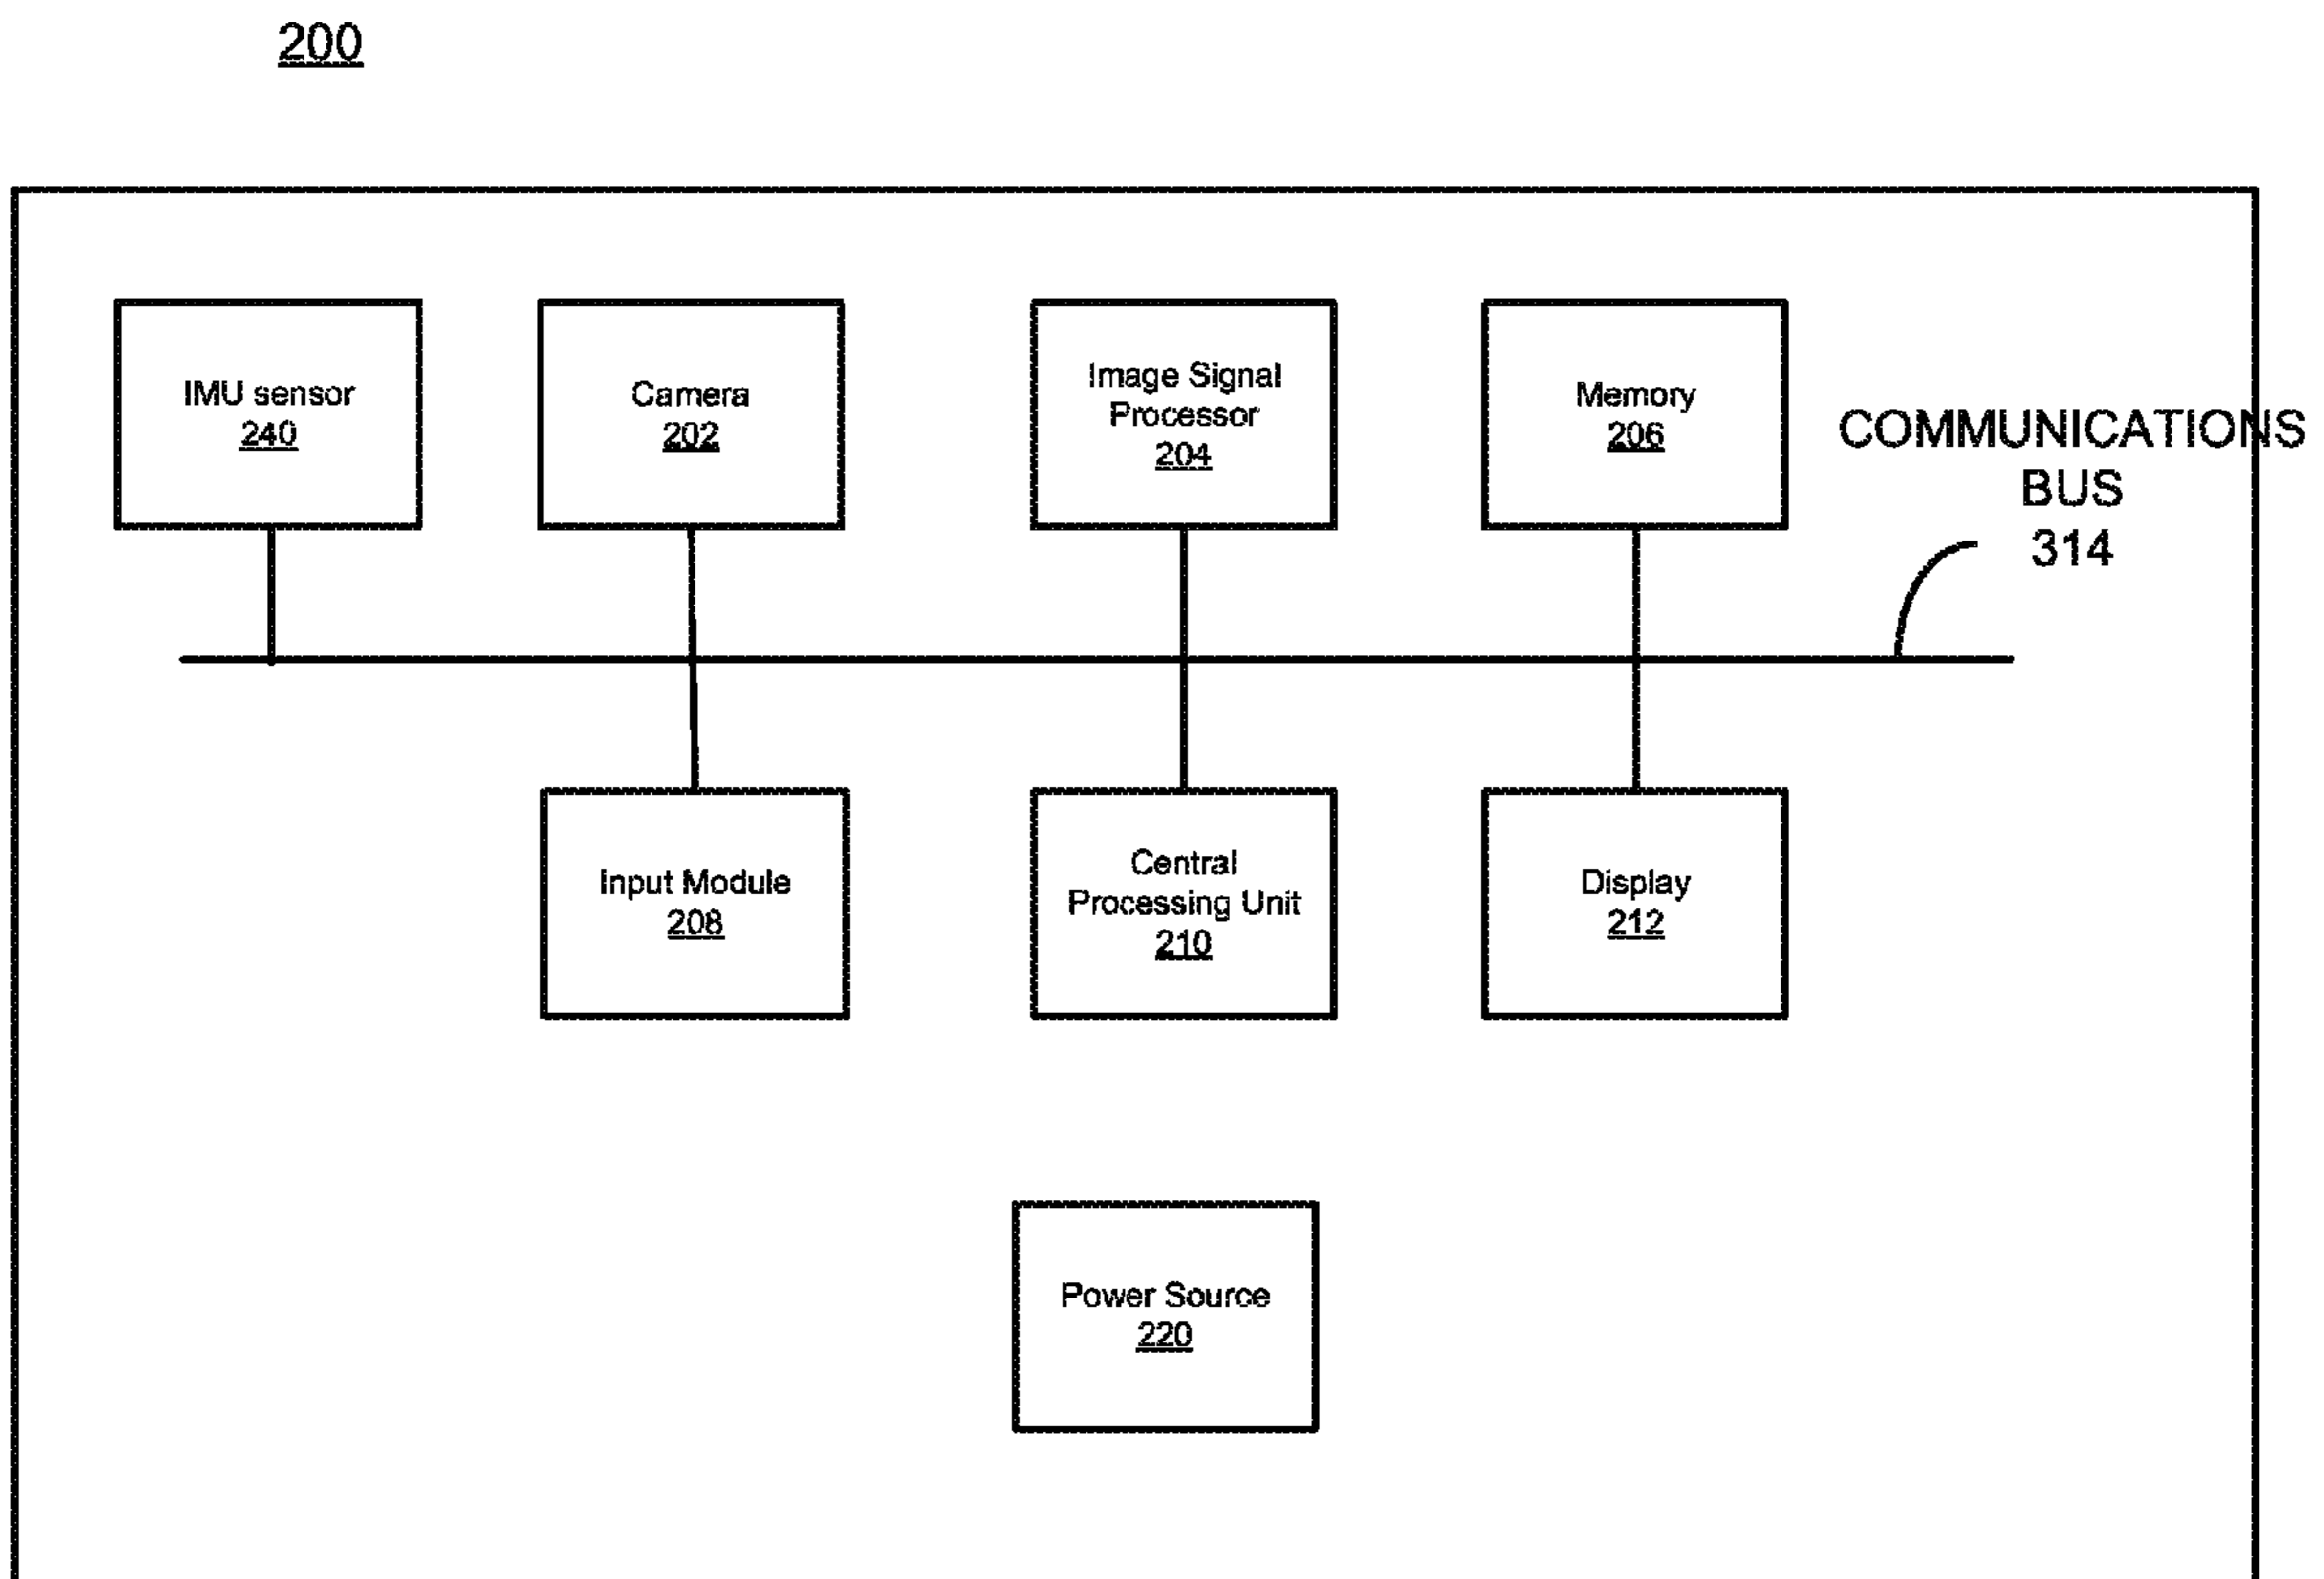 200
IMU sensor
240
Camera
202
Image Signal
Processor
204
Memory
206
COMMUNICATIONS
BUS
314
Input Module
208
Central
Processing Unit
210
Display
212
Power Source
220